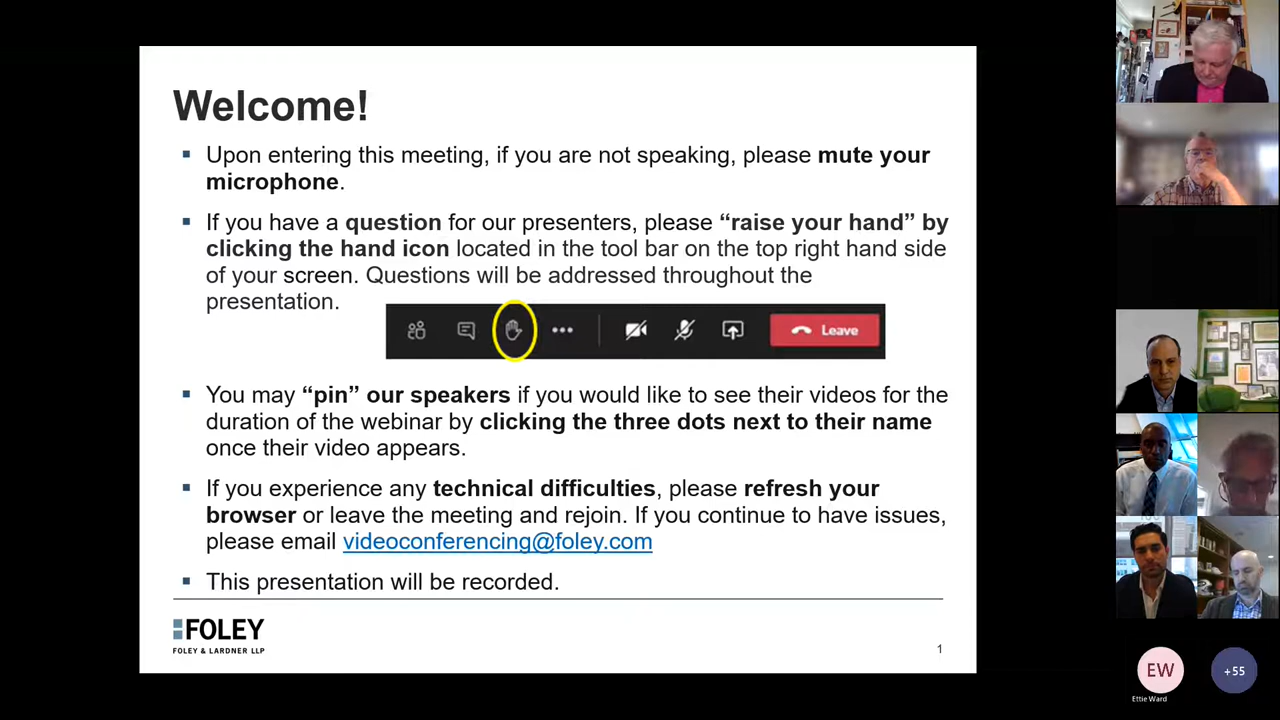 Welcome!
▪ Upon entering this meeting, if you are not speaking, please mute your
microphone.
▪ If you have a question for our presenters, please “raise your hand” by
clicking the hand icon located in the tool bar on the top right hand side
of your screen. Questions will be addressed throughout the
presentation.
Leave
▪ You may “pin” our speakers if you would like to see their videos for the
duration of the webinar by clicking the three dots next to their name
once their video appears.
▪ If you experience any technical difficulties, please refresh your
browser or leave the meeting and rejoin. If you continue to have issues,
please email videoconferencing@foley.com
▪ This presentation will be recorded.
FOLEY
FOLEY & LARDNER LLP
1
EW
+55
Ettie Ward